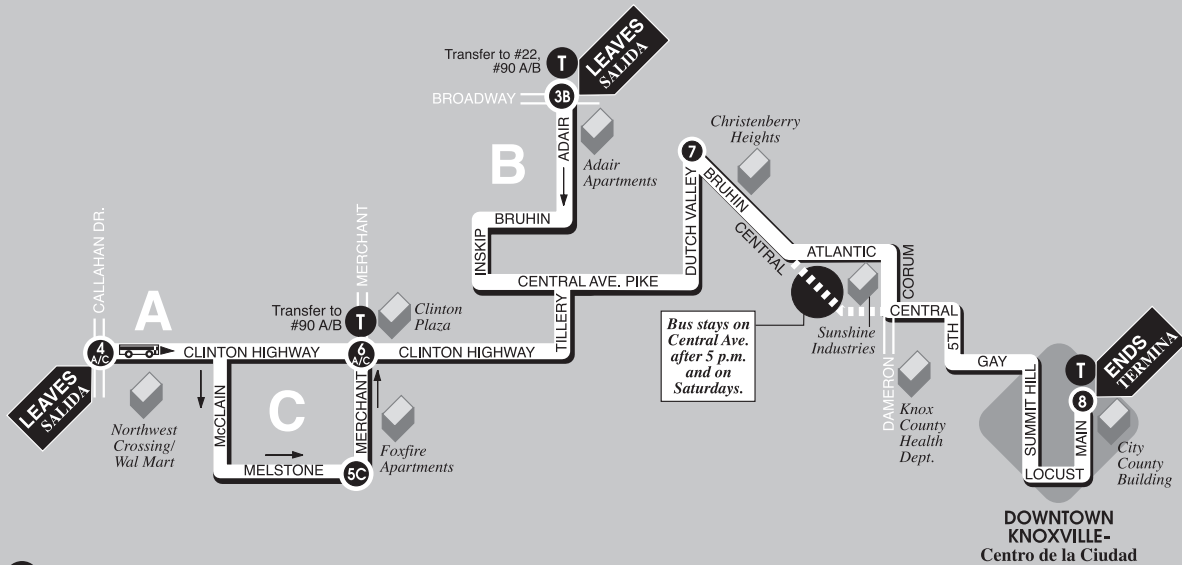 Transfer to #22,
#90 A/B
T
LEAVES
SALIDA
BROADWAY
3B
ADAIR
Adair
Apartments
B
BRUHIN
INSKIP
CENTRAL AVE. PIKE
TILLERY
DUTCH VALLEY
7
Christenberry
Heights
BRUHIN
CENTRAL
ATLANTIC
CORUM
CENTRAL
Bus stays on
Central Ave.
after 5 p.m.
and on
Saturdays.
Sunshine
Industries
DAMERON
Knox
County
Health
Dept.
5TH
GAY
SUMMIT HILL
LOCUST
MAIN
8
T
ENDS
TERMINA
City
County
Building
DOWNTOWN
KNOXVILLE-
Centro de la Ciudad
CALLAHAN DR.
A
4
A/C
LEAVES
SALIDA
CLINTON HIGHWAY
Northwest
Crossing/
Wal Mart
MERCHANT
Transfer to
#90 A/B
T
Clinton
Plaza
6
A/C
CLINTON HIGHWAY
McCLAIN
C
MERCHANT
MELSTONE
5C
Foxfire
Apartments